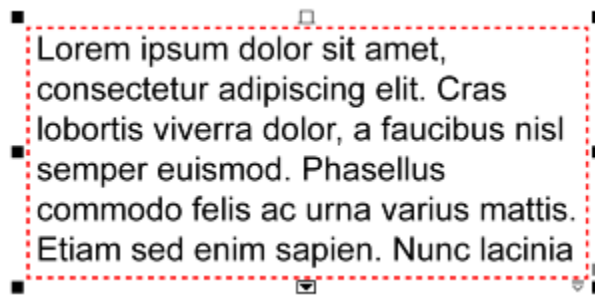 Lorem ipsum dolor sit amet,
consectetur adipiscing elit. Cras
lobortis viverra dolor, a faucibus nisl
semper euismod. Phasellus
commodo felis ac urna varius mattis.
Etiam sed enim sapien. Nunc lacinia